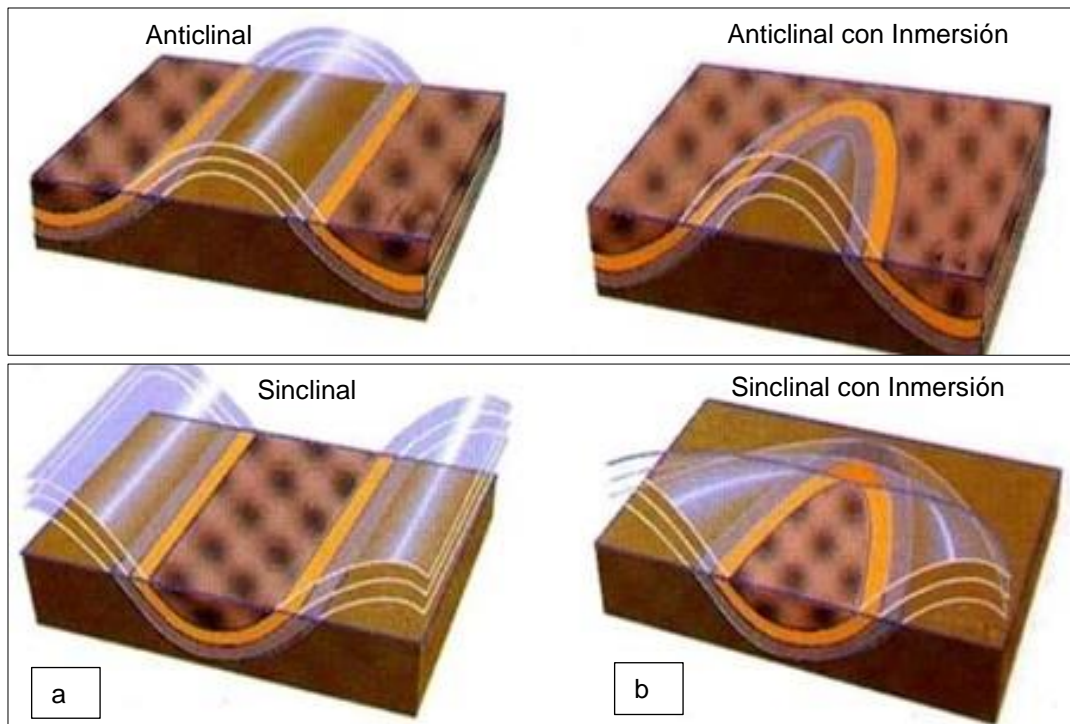 Anticlinal
Anticlinal con Inmersión
Sinclinal
Sinclinal con Inmersión
a
b